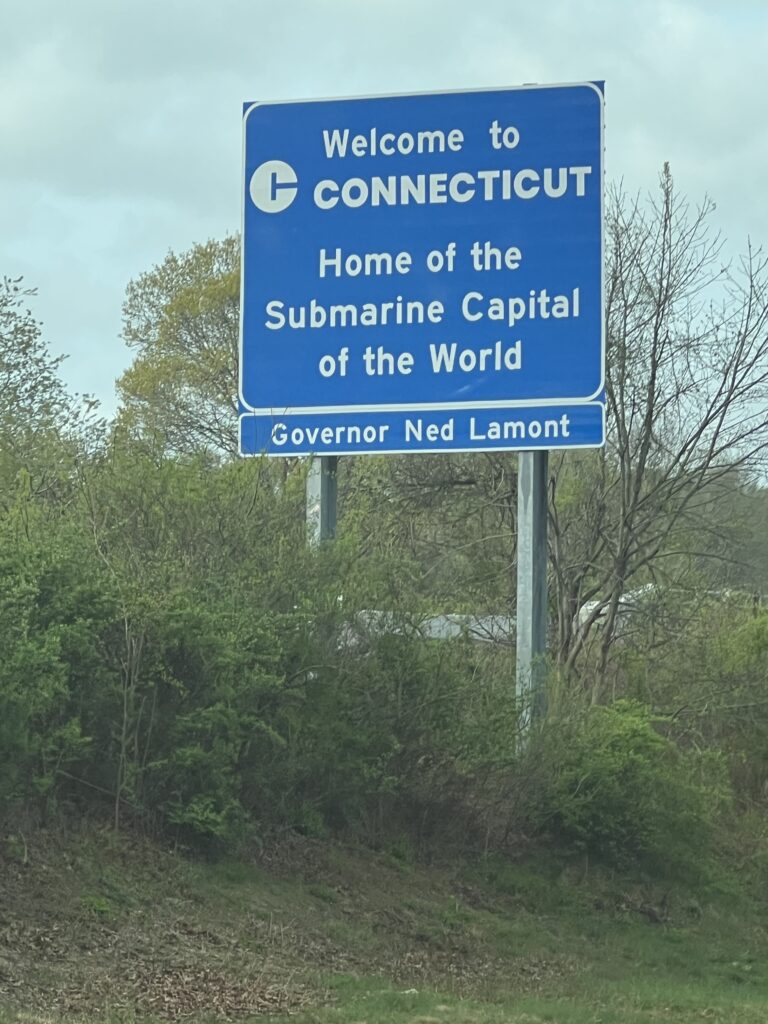 Welcome to
CONNECTICUT
Home of the
Submarine Capital
of the World
Governor Ned Lamont